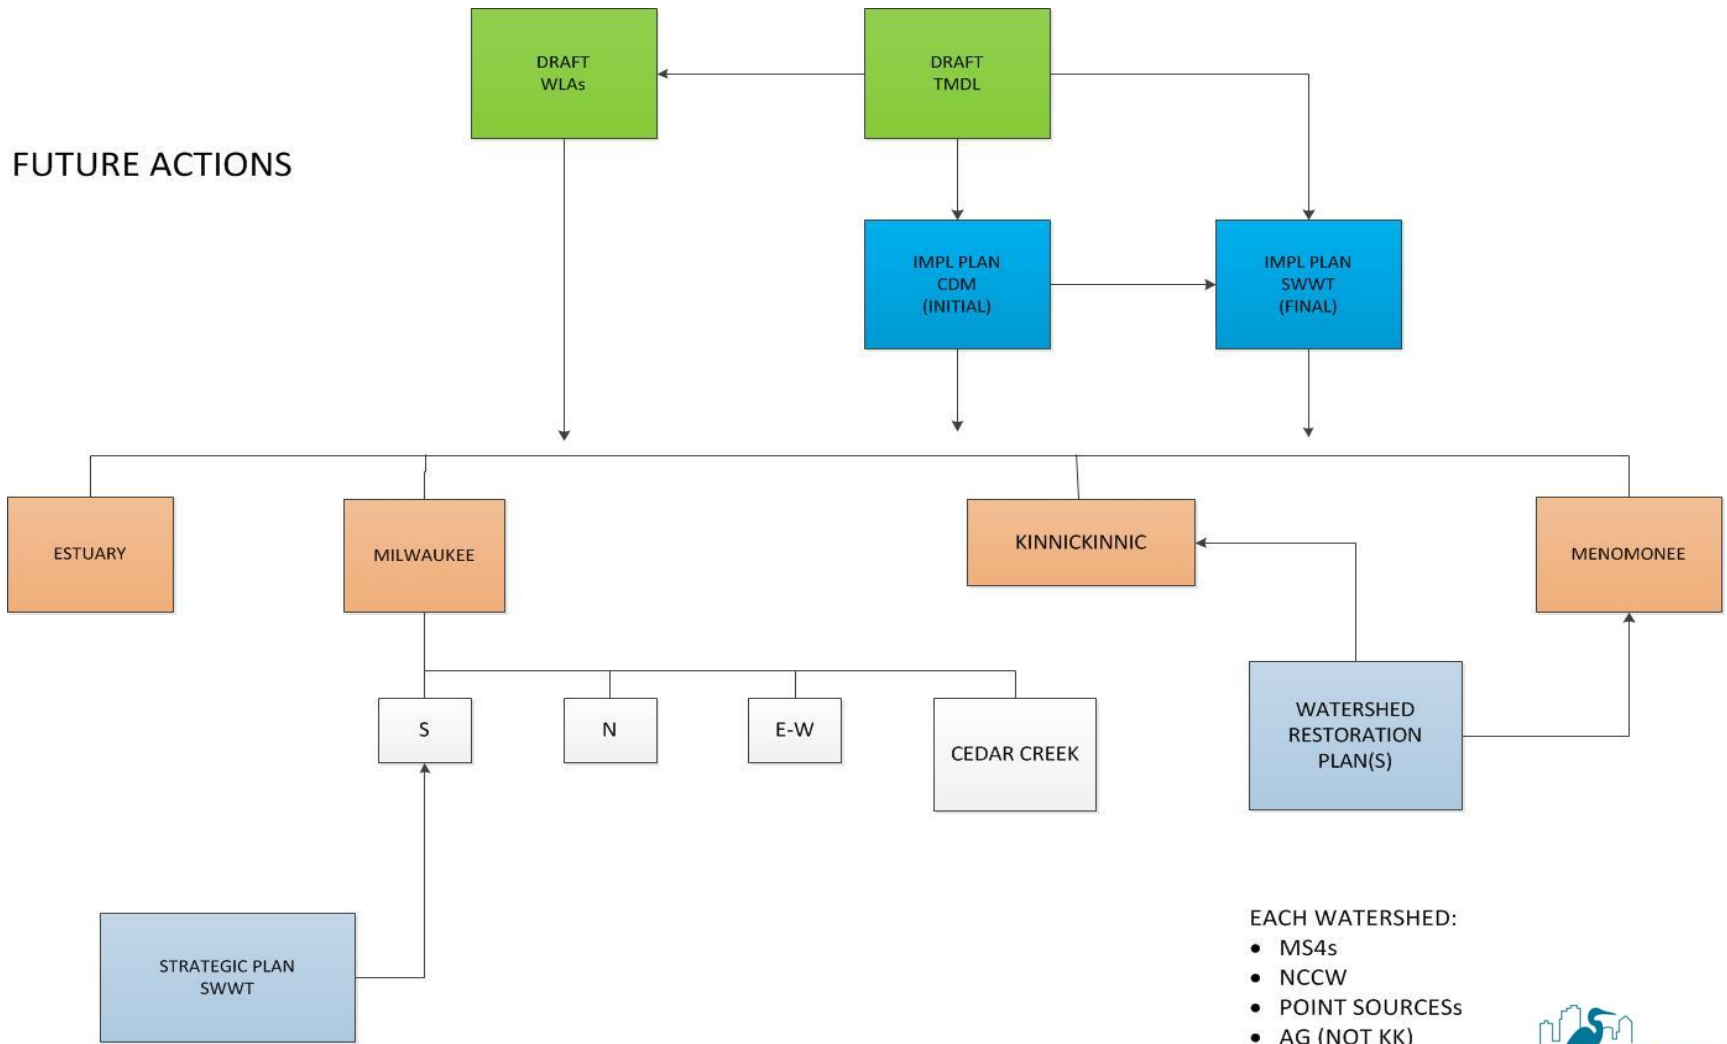 DRAFT
WLAs
DRAFT
TMDL
FUTURE ACTIONS
IMPL PLAN
CDM
(INITIAL)
IMPL PLAN
SWWT
(FINAL)
ESTUARY
MILWAUKEE
KINNICKINNIC
MENOMONEE
S
N
E-W
CEDAR CREEK
WATERSHED
RESTORATION
PLAN(S)
STRATEGIC PLAN
SWWT
EACH WATERSHED:
• MS4s
• NCCW
• POINT SOURCESs
• AG (NOT KK)